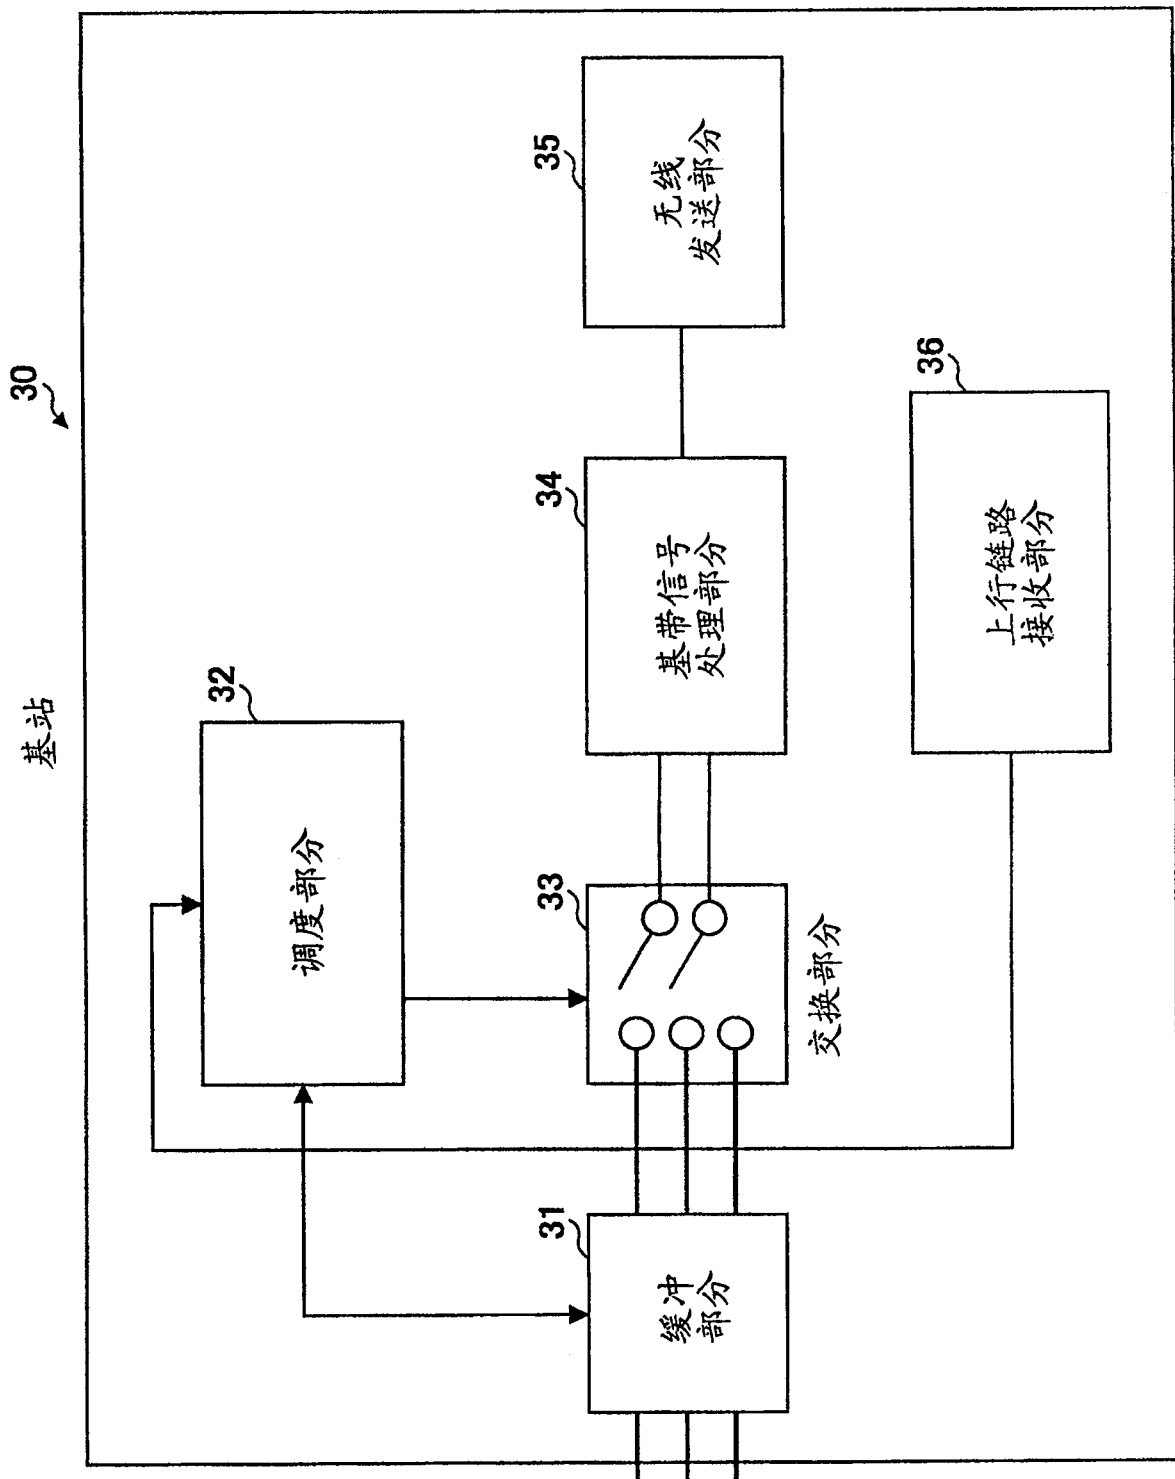 基站
30
32
调度部分
31
缓冲
部分
33
交换部分
34
基带信号
处理部分
35
无线
发送部分
36
上行链路
接收部分